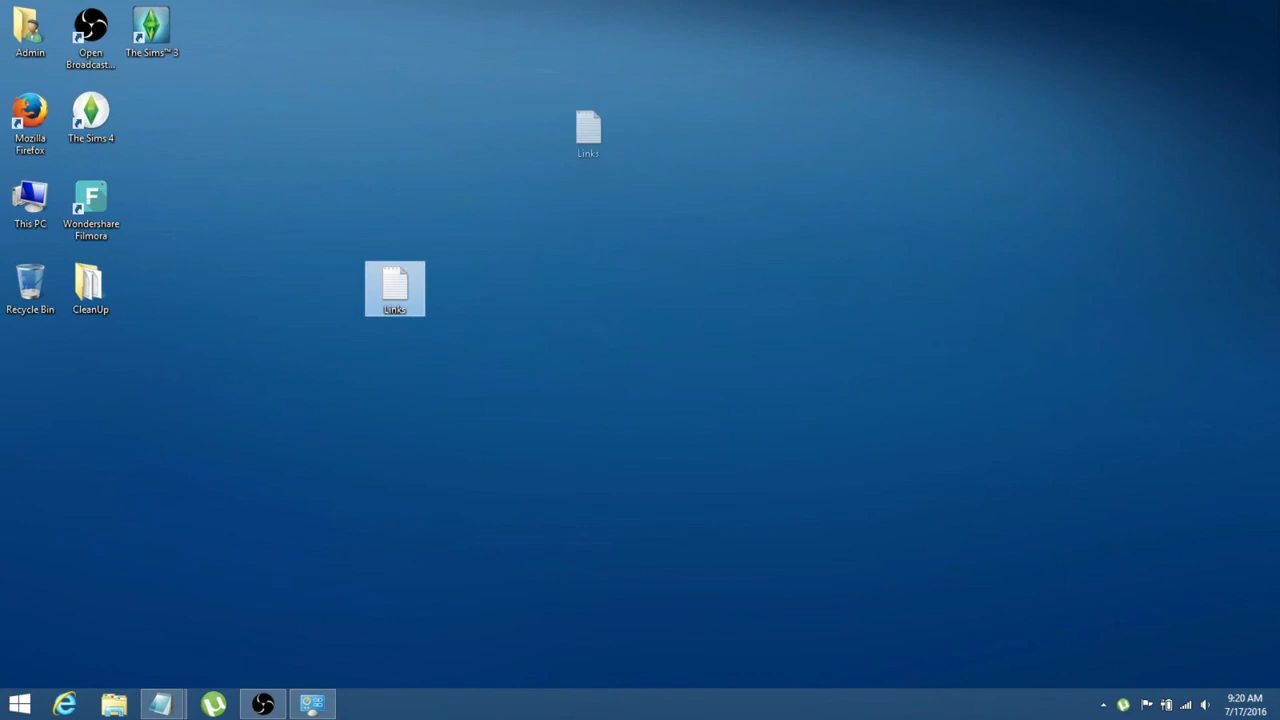 Admin
Open
Broadcast...
The Sims™ 3
Mozilla
Firefox
The Sims 4
This PC
Wondershare
Filmora
Recycle Bin
CleanUp
Links
Links
9:20 AM
7/17/2016